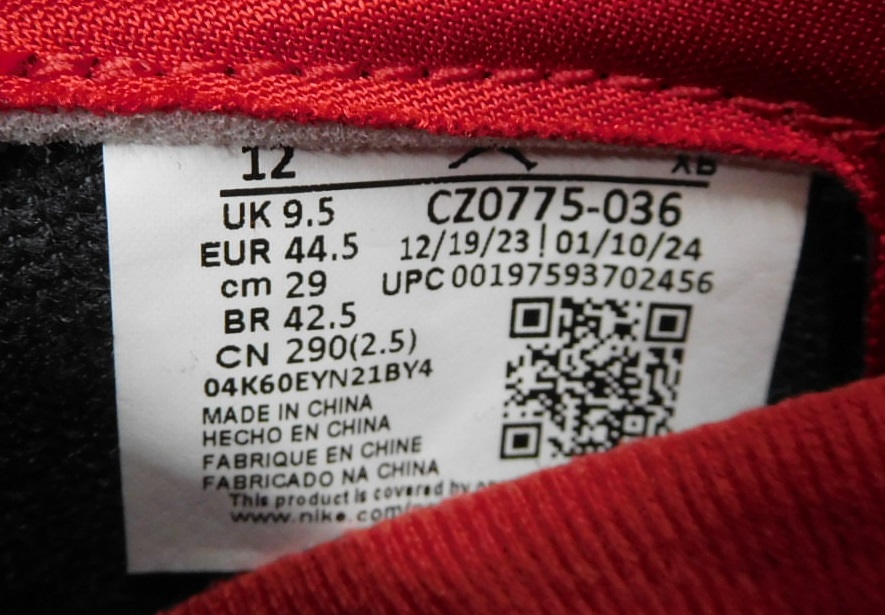 12 XB
UK 9.5 CZ0775-036
EUR 44.5 12/19/23 | 01/10/24
cm 29 UPC 00197593702456
BR 42.5
CN 290(2.5)
04K60EYN21BY4
MADE IN CHINA
HECHO EN CHINA
FABRIQUE EN CHINE
FABRICADO NA CHINA
This product is covered by
www.nike.com/